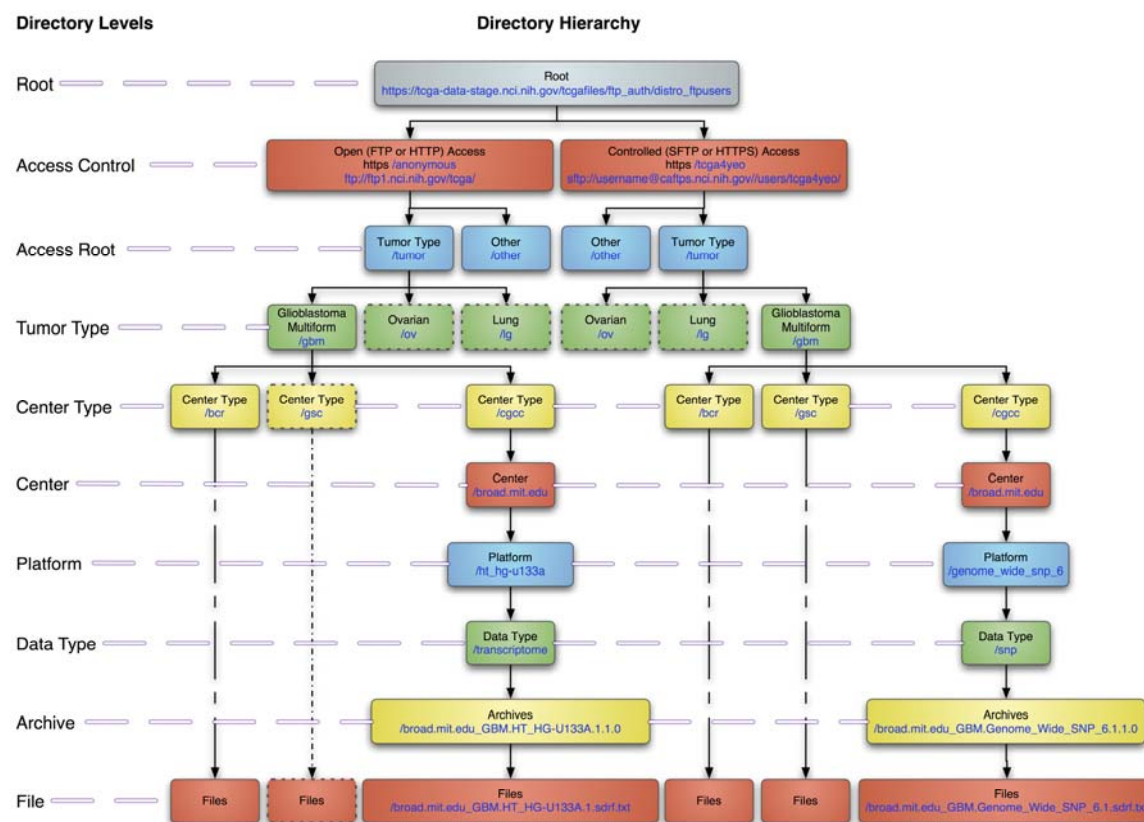 Directory Levels
Directory Hierarchy
Root
Root
https://tcga-data-stage.nci.nih.gov/tcgafiles/ftp_auth/distro_ftpusers
Access Control
Open (FTP or HTTP) Access
https /anonymous
ftp://ftp1.nci.nih.gov/tcga/
Controlled (SFTP or HTTPS) Access
https /tcga4yeo
sftp://username@caftps.nci.nih.gov//users/tcga4yeo/
Access Root
Tumor Type
/tumor
Other
/other
Other
/other
Tumor Type
/tumor
Tumor Type
Glioblastoma
Multiform
/gbm
Ovarian
/ov
Lung
/lg
Ovarian
/ov
Lung
/lg
Glioblastoma
Multiform
/gbm
Center Type
Center Type
/bcr
Center Type
/gsc
Center Type
/cgcc
Center Type
/bcr
Center Type
/gsc
Center Type
/cgcc
Center
Center
/broad.mit.edu
Center
/broad.mit.edu
Platform
Platform
/ht_hg-u133a
Platform
/genome_wide_snp_6
Data Type
Data Type
/transcriptome
Data Type
/snp
Archive
Archives
/broad.mit.edu_GBM.HT_HG-U133A.1.1.0
Archives
/broad.mit.edu_GBM.Genome_Wide_SNP_6.1.1.0
File
Files
Files
Files
/broad.mit.edu_GBM.HT_HG-U133A.1.sdrf.txt
Files
Files
Files
/broad.mit.edu_GBM.Genome_Wide_SNP_6.1.sdrf.tx